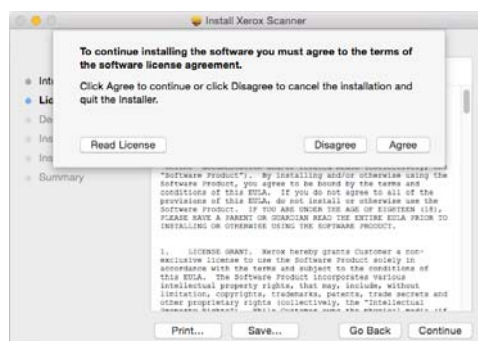 Install Xerox Scanner
To continue installing the software you must agree to the terms of
the software license agreement.
Click Agree to continue or click Disagree to cancel the installation and
quit the Installer.
Read License
Disagree
Agree
Int
Lic
De
Ins
Ins
Summary
"Software Product"). By installing and/or otherwise using the
Software Product, you agree to be bound by the terms and
conditions of this EULA. If you do not agree to all of the
provisions of this EULA, do not install or otherwise use the
Software Product. IF YOU ARE UNDER THE AGE OF EIGHTEEN (18),
PLEASE HAVE A PARENT OR GUARDIAN READ THE ENTIRE EULA PRIOR TO
INSTALLING OR OTHERWISE USING THE SOFTWARE PRODUCT.
1. LICENSE GRANT. Xerox hereby grants Customer a non-
exclusive license to use the Software Product solely in
accordance with the terms and subject to the conditions of
this EULA. The Software Product incorporates various
intellectual property rights, that may, include, without
limitation, copyrights, trademarks, patents, trade secrets and
other proprietary rights (collectively, the "Intellectual
Print...
Save...
Go Back
Continue